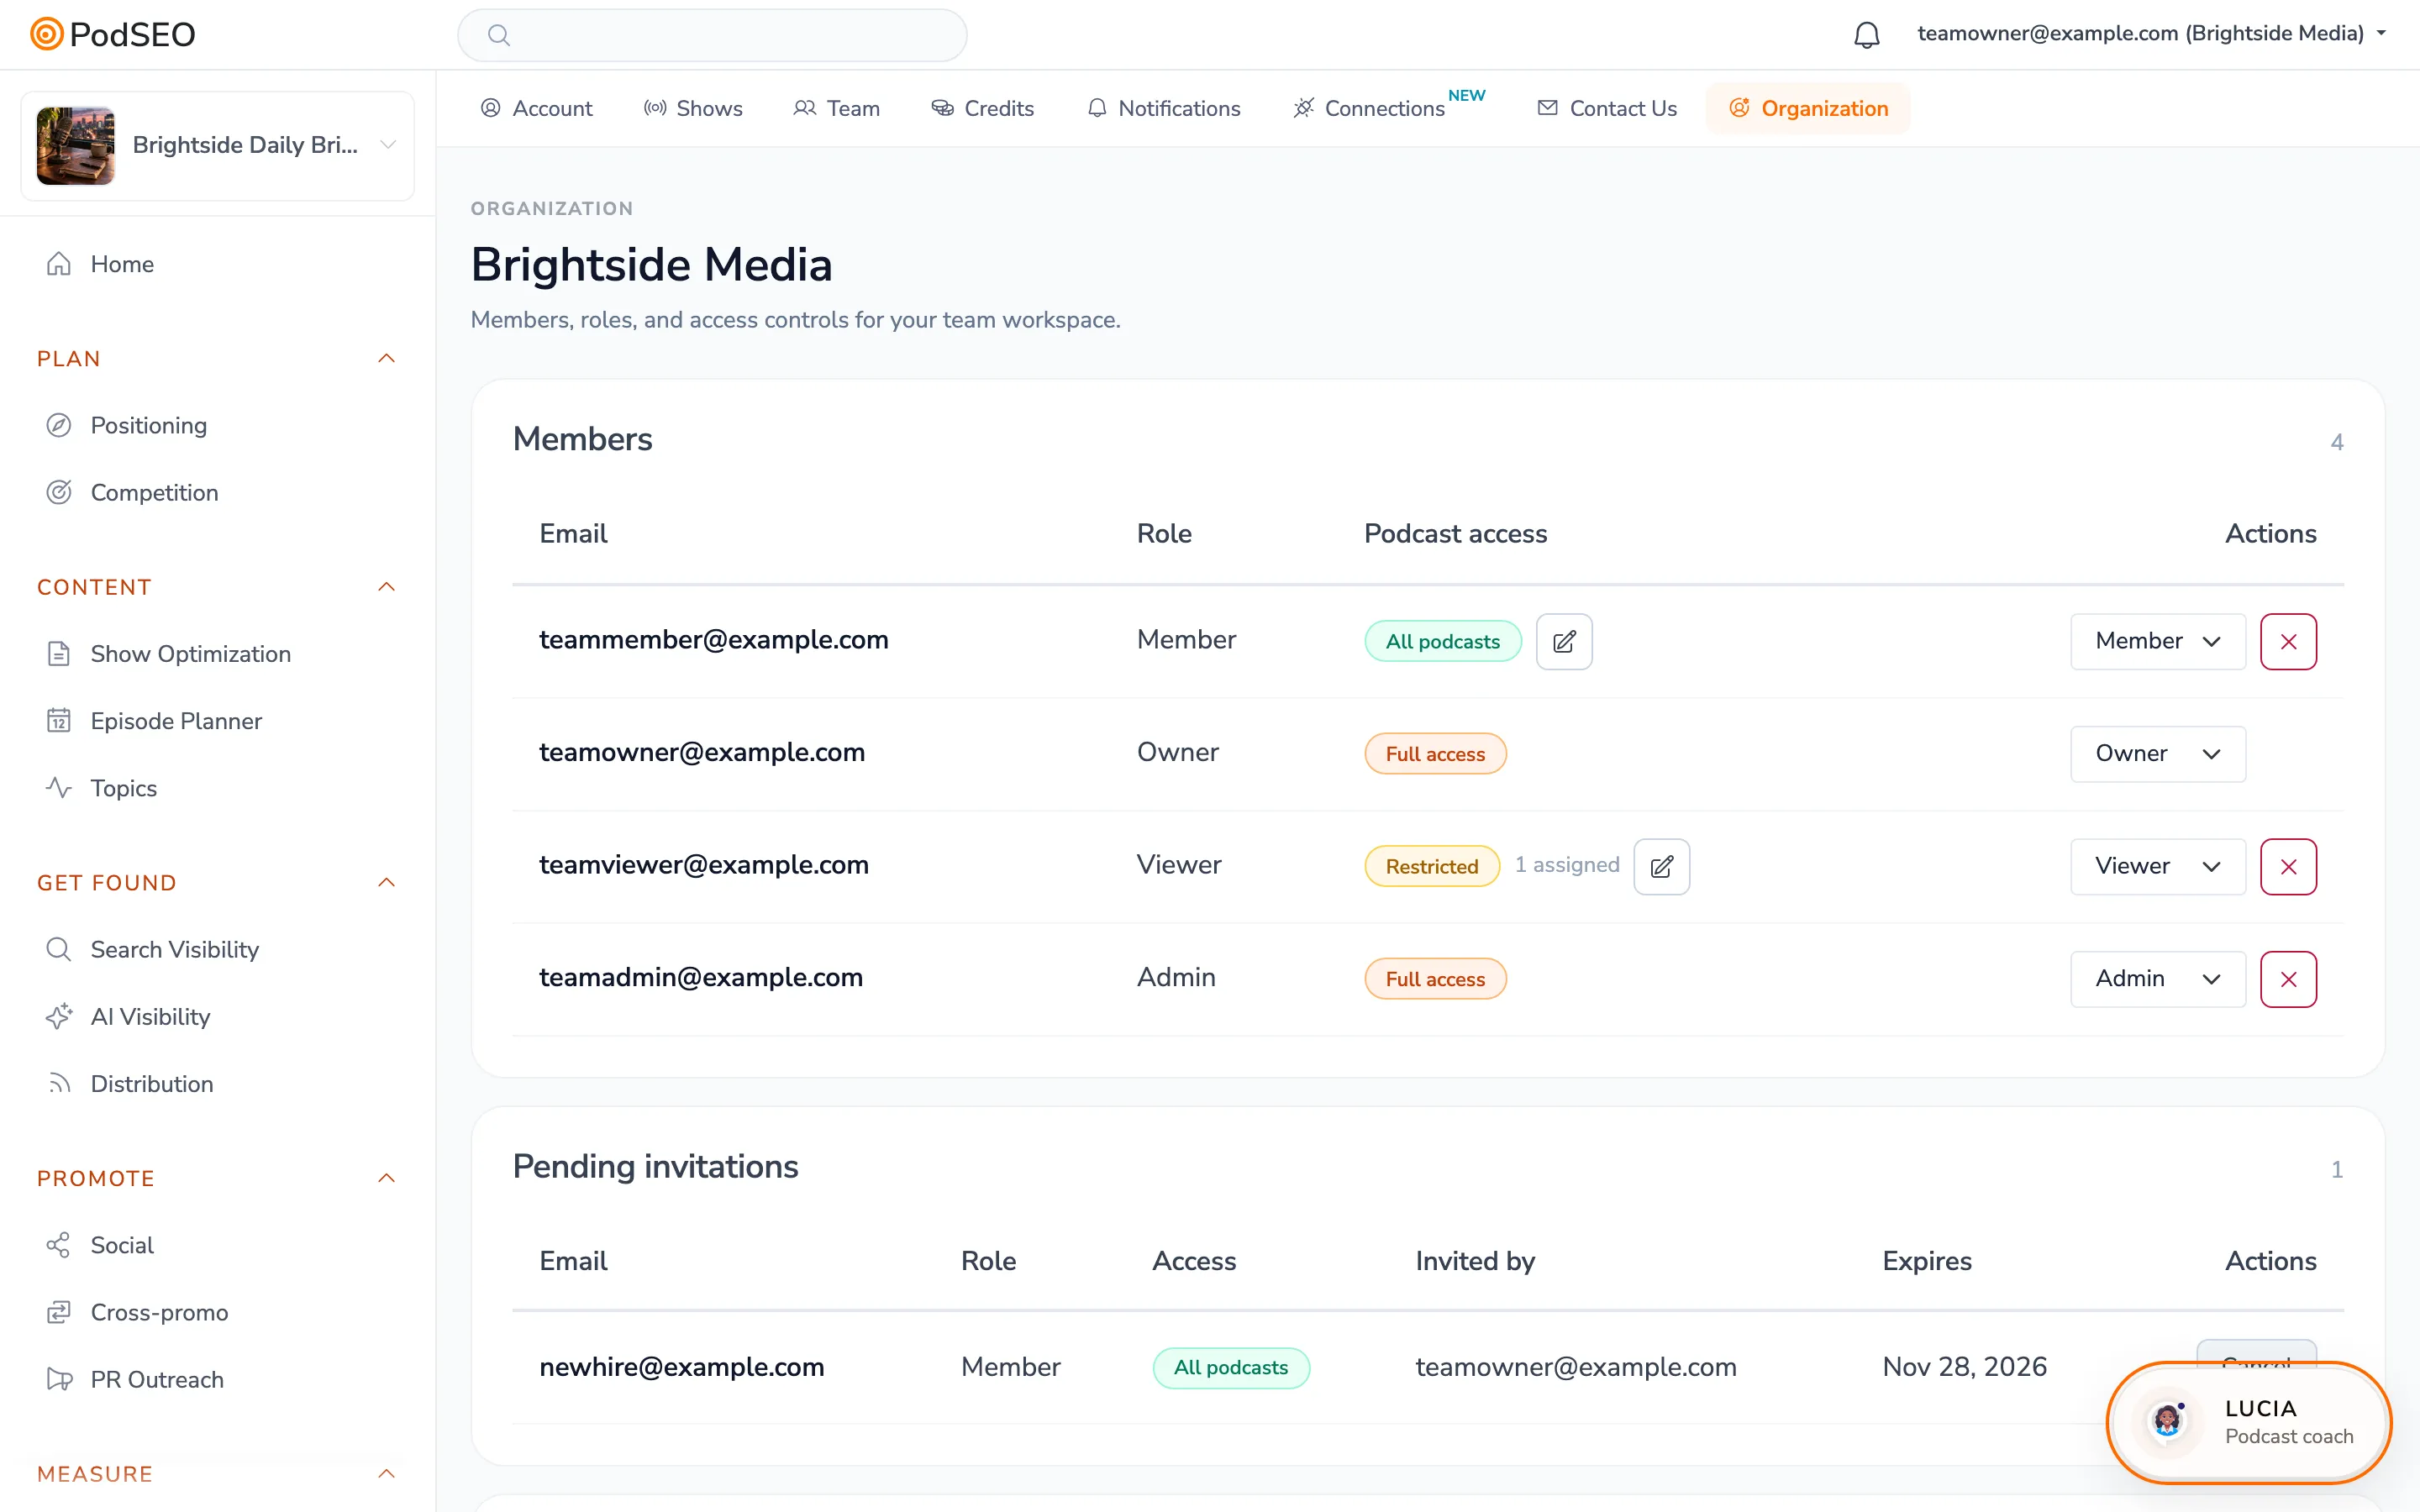 PodSEO
teamowner@example.com (Brightside Media)
Brightside Daily Bri...
Account
Shows
Team
Credits
Notifications
Connections NEW
Contact Us
Organization
Home
PLAN
Positioning
Competition
CONTENT
Show Optimization
12
Episode Planner
Topics
GET FOUND
Search Visibility
AI Visibility
Distribution
PROMOTE
Social
Cross-promo
PR Outreach
MEASURE
ORGANIZATION
Brightside Media
Members, roles, and access controls for your team workspace.
Members 4
Email Role Podcast access Actions
teammember@example.com Member All podcasts Member
teamowner@example.com Owner Full access Owner
teamviewer@example.com Viewer Restricted 1 assigned Viewer
teamadmin@example.com Admin Full access Admin
Pending invitations 1
Email Role Access Invited by Expires Actions
newhire@example.com Member All podcasts teamowner@example.com Nov 28, 2026 Cancel
LUCIA
Podcast coach